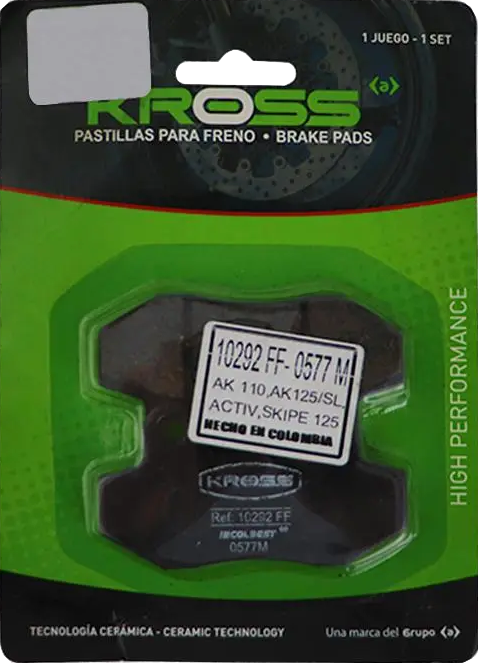 1 JUEGO - 1 SET
KROSS (a)
PASTILLAS PARA FRENO • BRAKE PADS
10292 FF- 0577 M
AK 110,AK125/SL,
ACTIV,SKIPE 125
HECHO EN COLOMBIA
KROSS
Ref: 10292 FF
INCOLBEST
0577M
HIGH PERFORMANCE
TECNOLOGÍA CERÁMICA - CERAMIC TECHNOLOGY
Una marca del Grupo (a)